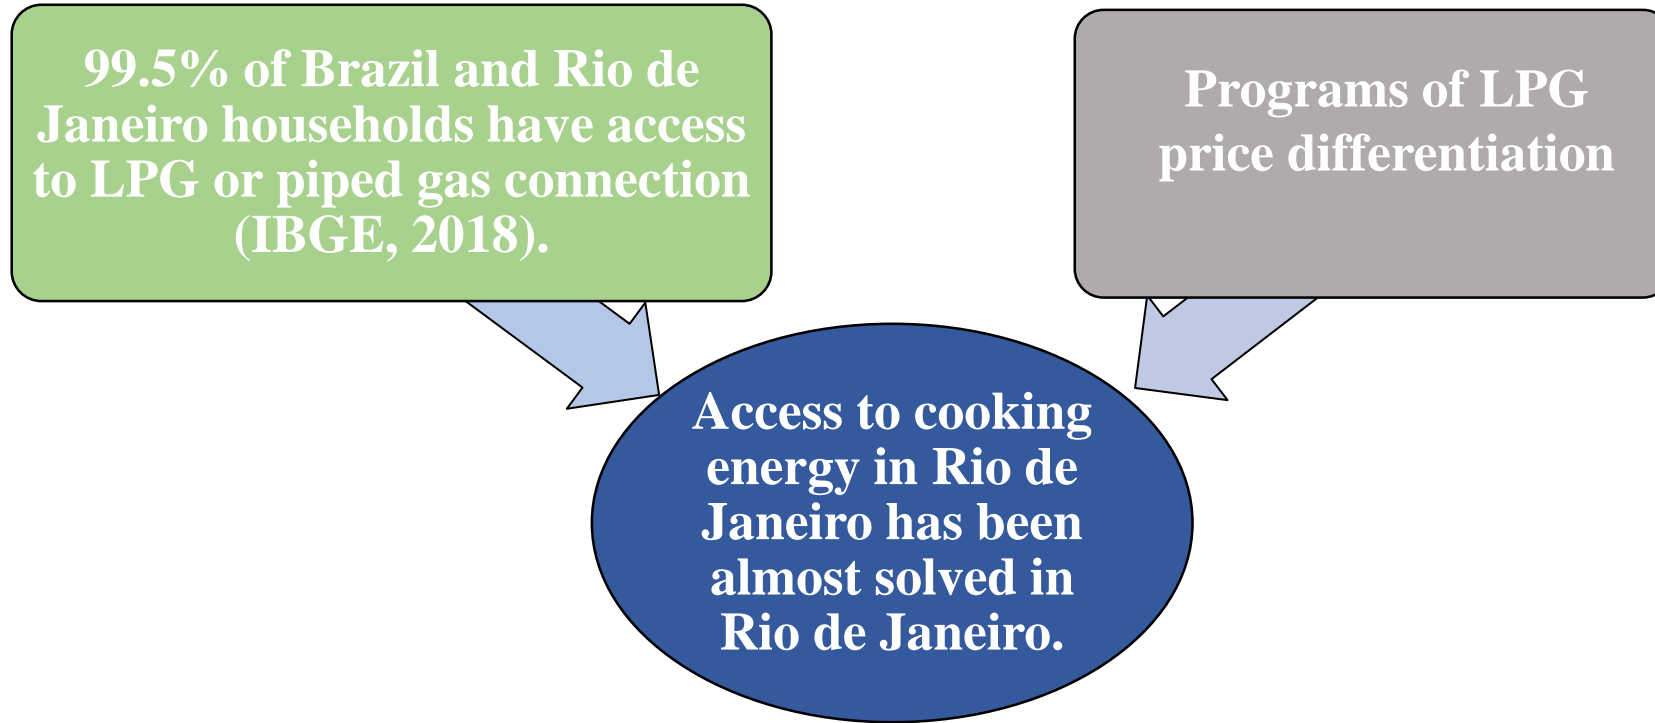 99.5% of Brazil and Rio de
Janeiro households have access
to LPG or piped gas connection
(IBGE, 2018).
Programs of LPG
price differentiation
Access to cooking
energy in Rio de
Janeiro has been
almost solved in
Rio de Janeiro.